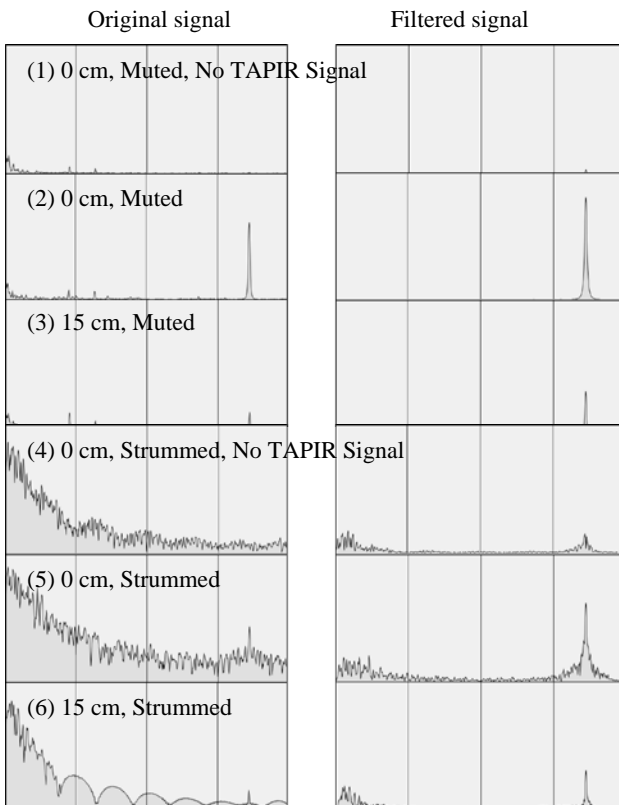 Original signal
Filtered signal
(1) 0 cm, Muted, No TAPIR Signal
(2) 0 cm, Muted
(3) 15 cm, Muted
(4) 0 cm, Strummed, No TAPIR Signal
(5) 0 cm, Strummed
(6) 15 cm, Strummed